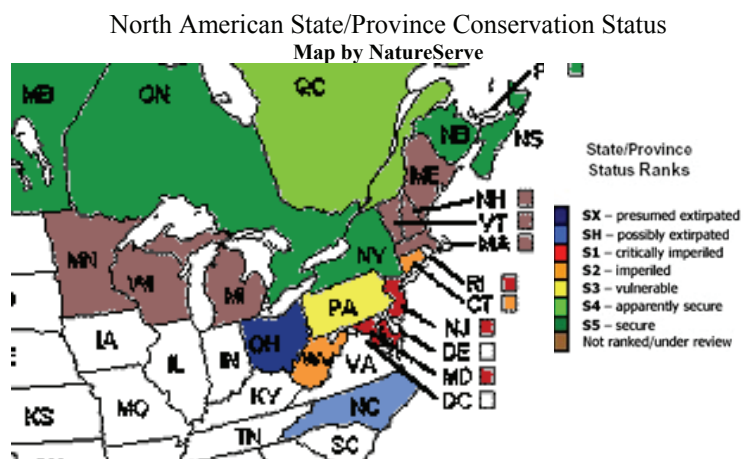 North American State/Province Conservation Status
Map by NatureServe
MB
ON
QC
NB
NS
ME
NH
VT
MA
MN
WI
MI
NY
RI
CT
PA
NJ
DE
MD
DC
IA
IL
IN
OH
WV
VA
KY
KS
MO
NC
TN
SC
State/Province
Status Ranks
SX – presumed extirpated
SH – possibly extirpated
S1 – critically imperiled
S2 – imperiled
S3 – vulnerable
S4 – apparently secure
S5 – secure
Not ranked/under review